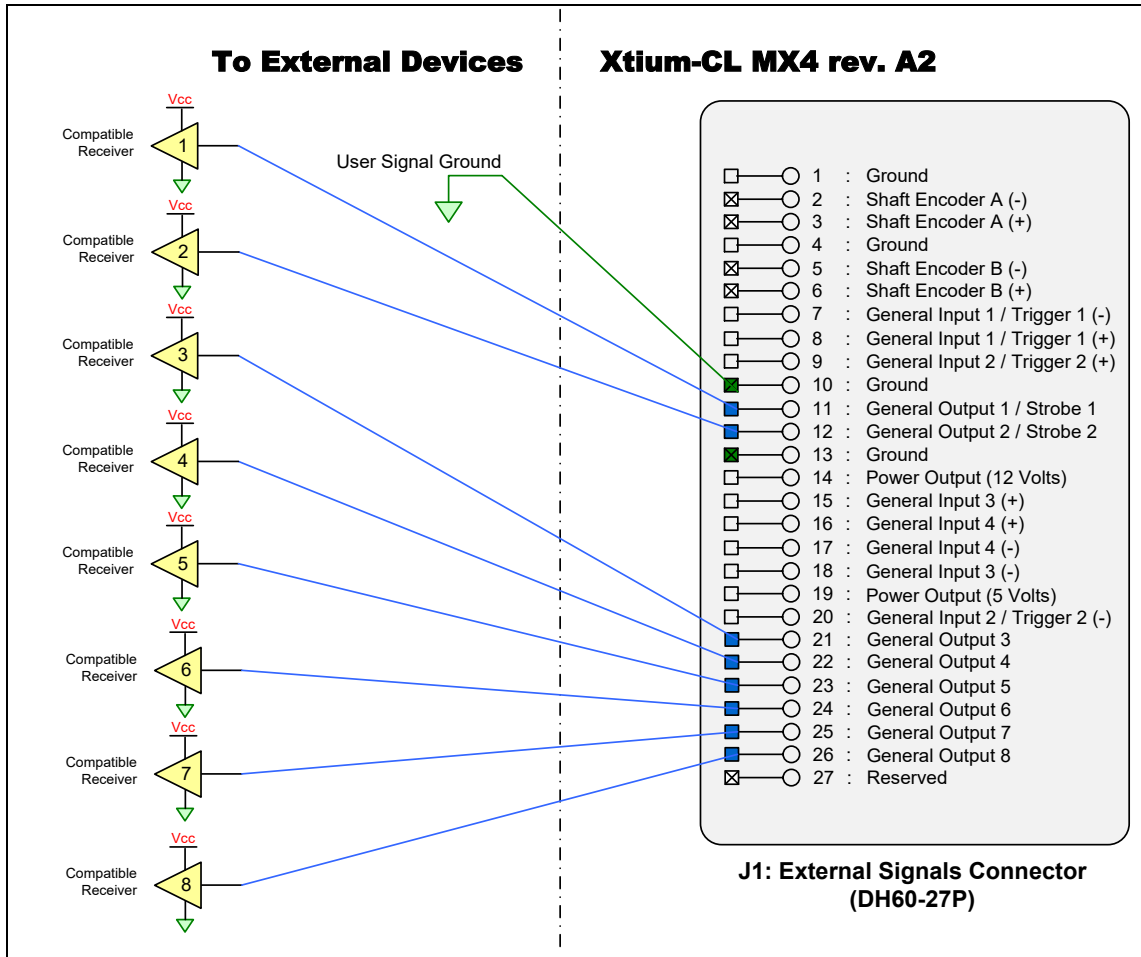 To External Devices
Xtium-CL MX4 rev. A2
Vcc
Compatible
Receiver
1
User Signal Ground
Vcc
Compatible
Receiver
2
Vcc
Compatible
Receiver
3
Vcc
Compatible
Receiver
4
Vcc
Compatible
Receiver
5
Vcc
Compatible
Receiver
6
Vcc
Compatible
Receiver
7
Vcc
Compatible
Receiver
8
1 : Ground
2 : Shaft Encoder A (-)
3 : Shaft Encoder A (+)
4 : Ground
5 : Shaft Encoder B (-)
6 : Shaft Encoder B (+)
7 : General Input 1 / Trigger 1 (-)
8 : General Input 1 / Trigger 1 (+)
9 : General Input 2 / Trigger 2 (+)
10 : Ground
11 : General Output 1 / Strobe 1
12 : General Output 2 / Strobe 2
13 : Ground
14 : Power Output (12 Volts)
15 : General Input 3 (+)
16 : General Input 4 (+)
17 : General Input 4 (-)
18 : General Input 3 (-)
19 : Power Output (5 Volts)
20 : General Input 2 / Trigger 2 (-)
21 : General Output 3
22 : General Output 4
23 : General Output 5
24 : General Output 6
25 : General Output 7
26 : General Output 8
27 : Reserved
J1: External Signals Connector
(DH60-27P)